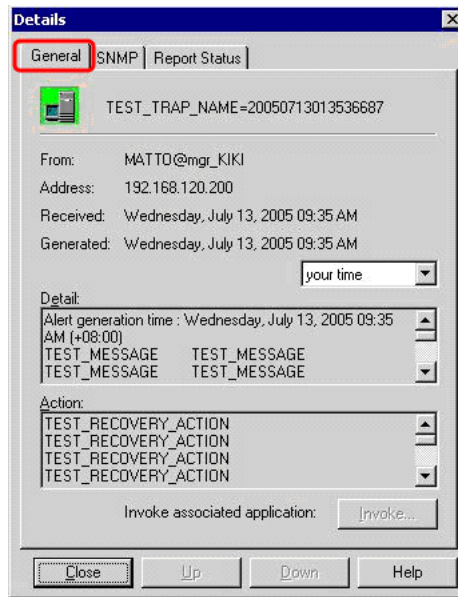 Details
General SNMP Report Status
TEST_TRAP_NAME=20050713013536687
From: MATTO@mgr_KIKI
Address: 192.168.120.200
Received: Wednesday, July 13, 2005 09:35 AM
Generated: Wednesday, July 13, 2005 09:35 AM
your time
Detail:
Alert generation time : Wednesday, July 13, 2005 09:35
AM (+08:00)
TEST_MESSAGE TEST_MESSAGE
TEST_MESSAGE TEST_MESSAGE
Action:
TEST_RECOVERY_ACTION
TEST_RECOVERY_ACTION
TEST_RECOVERY_ACTION
TEST_RECOVERY_ACTION
Invoke associated application: Invoke...
Close Up Down Help